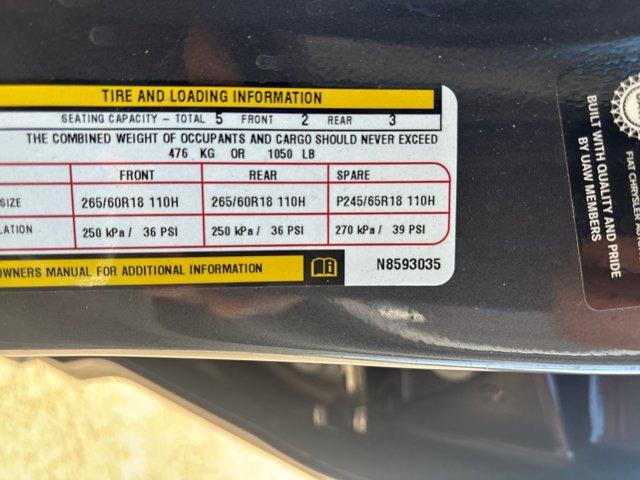 TIRE AND LOADING INFORMATION
SEATING CAPACITY - TOTAL 5 FRONT 2 REAR 3
THE COMBINED WEIGHT OF OCCUPANTS AND CARGO SHOULD NEVER EXCEED
476 KG OR 1050 LB
FRONT REAR SPARE
SIZE 265/60R18 110H 265/60R18 110H P245/65R18 110H
LATION 250 kPa / 36 PSI 250 kPa / 36 PSI 270 kPa / 39 PSI
OWNERS MANUAL FOR ADDITIONAL INFORMATION
N8593035
BUILT WITH QUALITY AND PRIDE
BY UAW MEMBERS
FIAT CHRYSLER